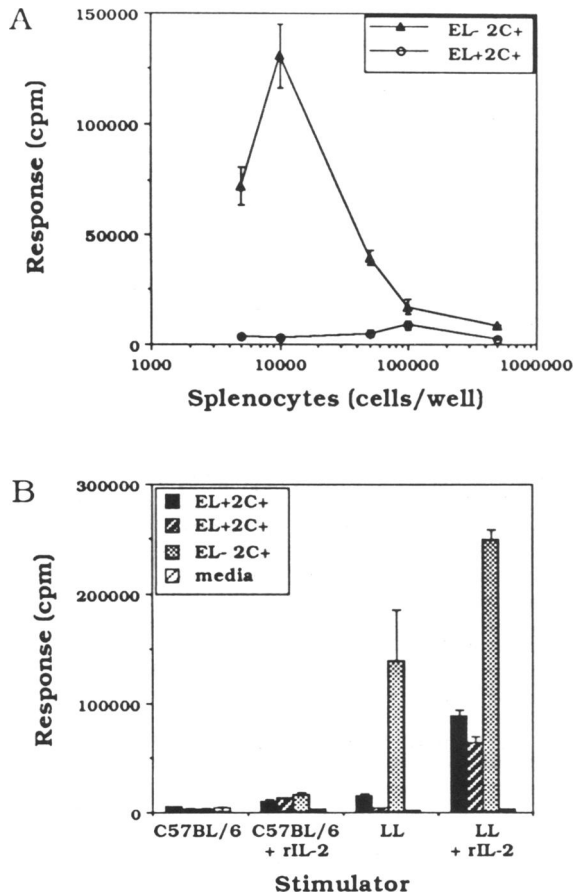 A
150000
100000
50000
0
Response (cpm)
EL- 2C+
EL+2C+
1000
10000
1000000
1000000
Splenocytes (cells/well)
B
300000
200000
100000
0
Response (cpm)
EL+2C+
EL+2C+
EL- 2C+
media
C57BL/6
C57BL/6
+ rIL-2
LL
LL
+ rIL-2
Stimulator